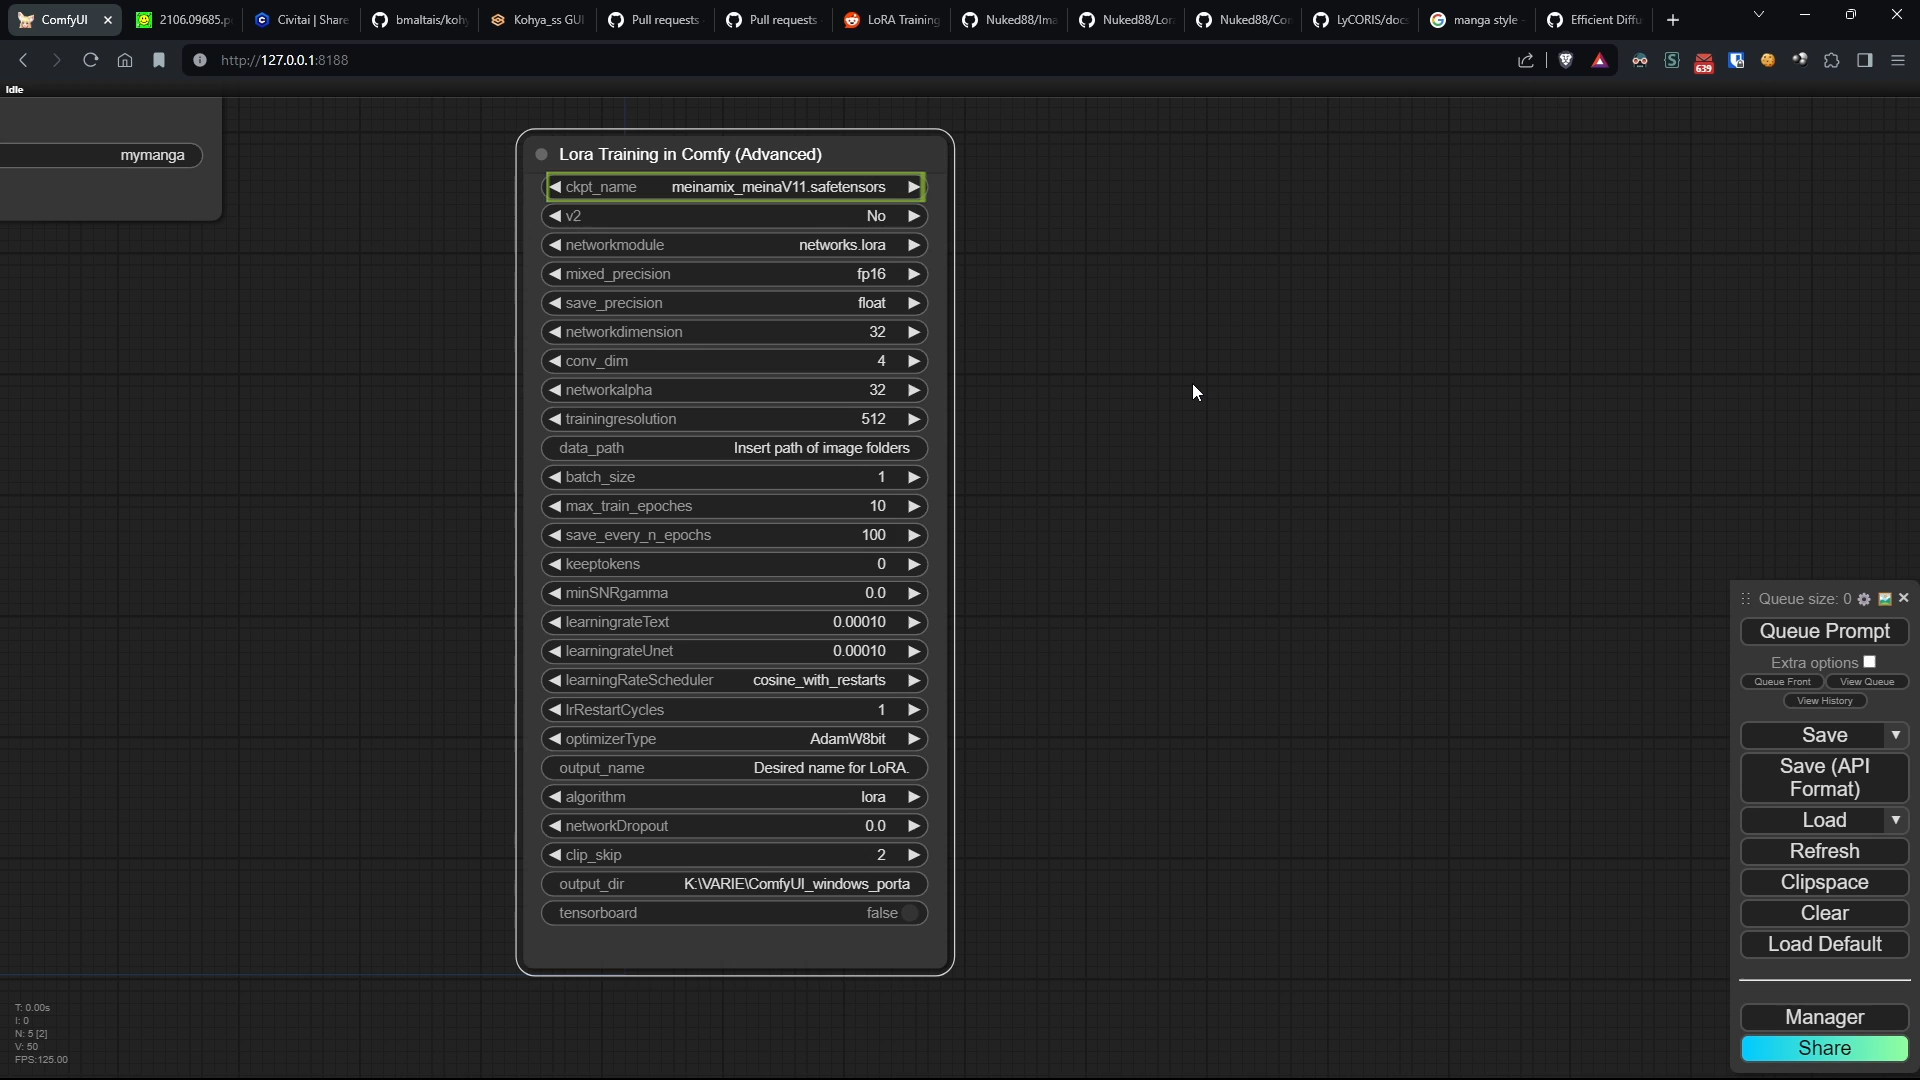 ComfyUI
2106.09685.p
Civitai | Share
bmaltais/koh
Kohya_ss GUI
Pull requests
Pull requests
LoRA Training
Nuked88/Im
Nuked88/Lor
Nuked88/Co
LyCORIS/doc
manga style
Efficient Diffu
http://127.0.0.1:8188
639
Idle
mymanga
Lora Training in Comfy (Advanced)
ckpt_name meinamix_meinaV11.safetensors
v2 No
networkmodule networks.lora
mixed_precision fp16
save_precision float
networkdimension 32
conv_dim 4
networkalpha 32
trainingresolution 512
data_path Insert path of image folders
batch_size 1
max_train_epoches 10
save_every_n_epochs 100
keeptokens 0
minSNRgamma 0.0
learningrateText 0.00010
learningrateUnet 0.00010
learningRateScheduler cosine_with_restarts
lrRestartCycles 1
optimizerType AdamW8bit
output_name Desired name for LoRA.
algorithm lora
networkDropout 0.0
clip_skip 2
output_dir K:\VARIE\ComfyUI_windows_porta
tensorboard false
Queue size: 0
Queue Prompt
Extra options
Queue Front View Queue
View History
Save
Save (API
Format)
Load
Refresh
Clipspace
Clear
Load Default
Manager
Share
T: 0.00s
I: 0
N: 5 [2]
V: 50
FPS:125.00